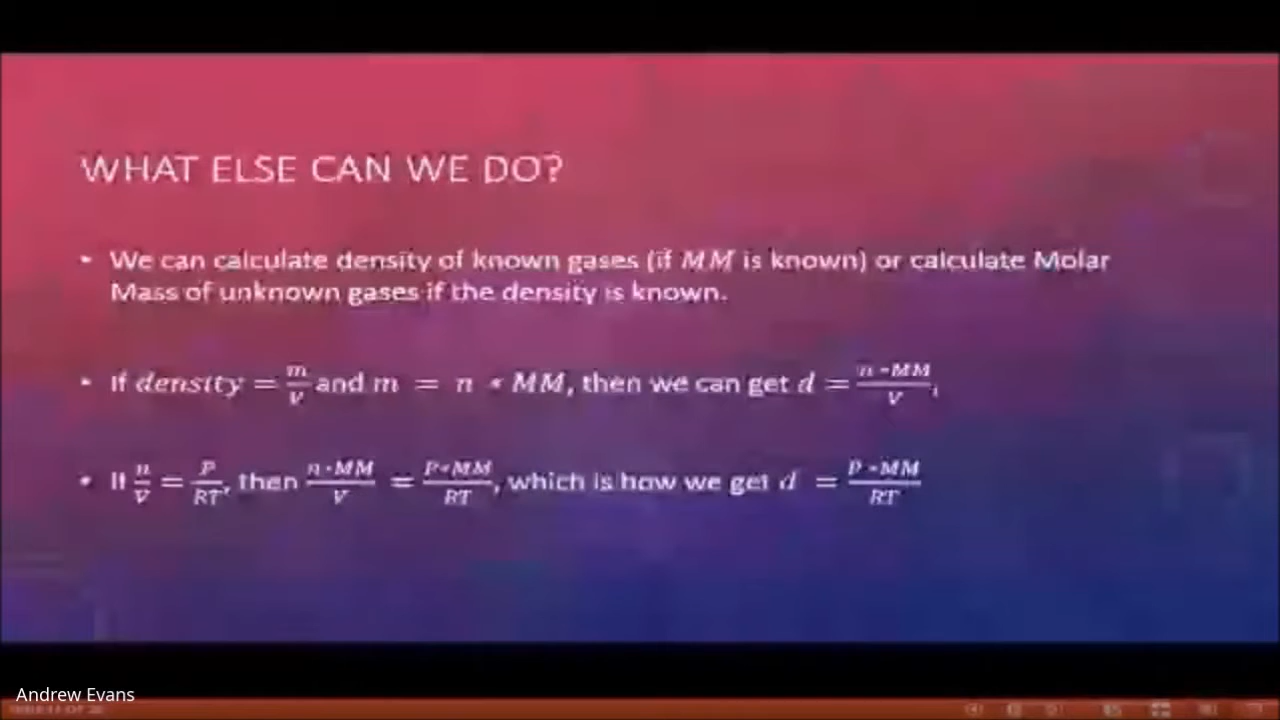 WHAT ELSE CAN WE DO?
• We can calculate density of known gases (if MM is known) or calculate Molar
Mass of unknown gases if the density is known.
• If density = m/V and m = n * MM, then we can get d = n*MM/V,
• If n/V = P/RT, then n*MM/V = P*MM/RT, which is how we get d = P*MM/RT
Andrew Evans